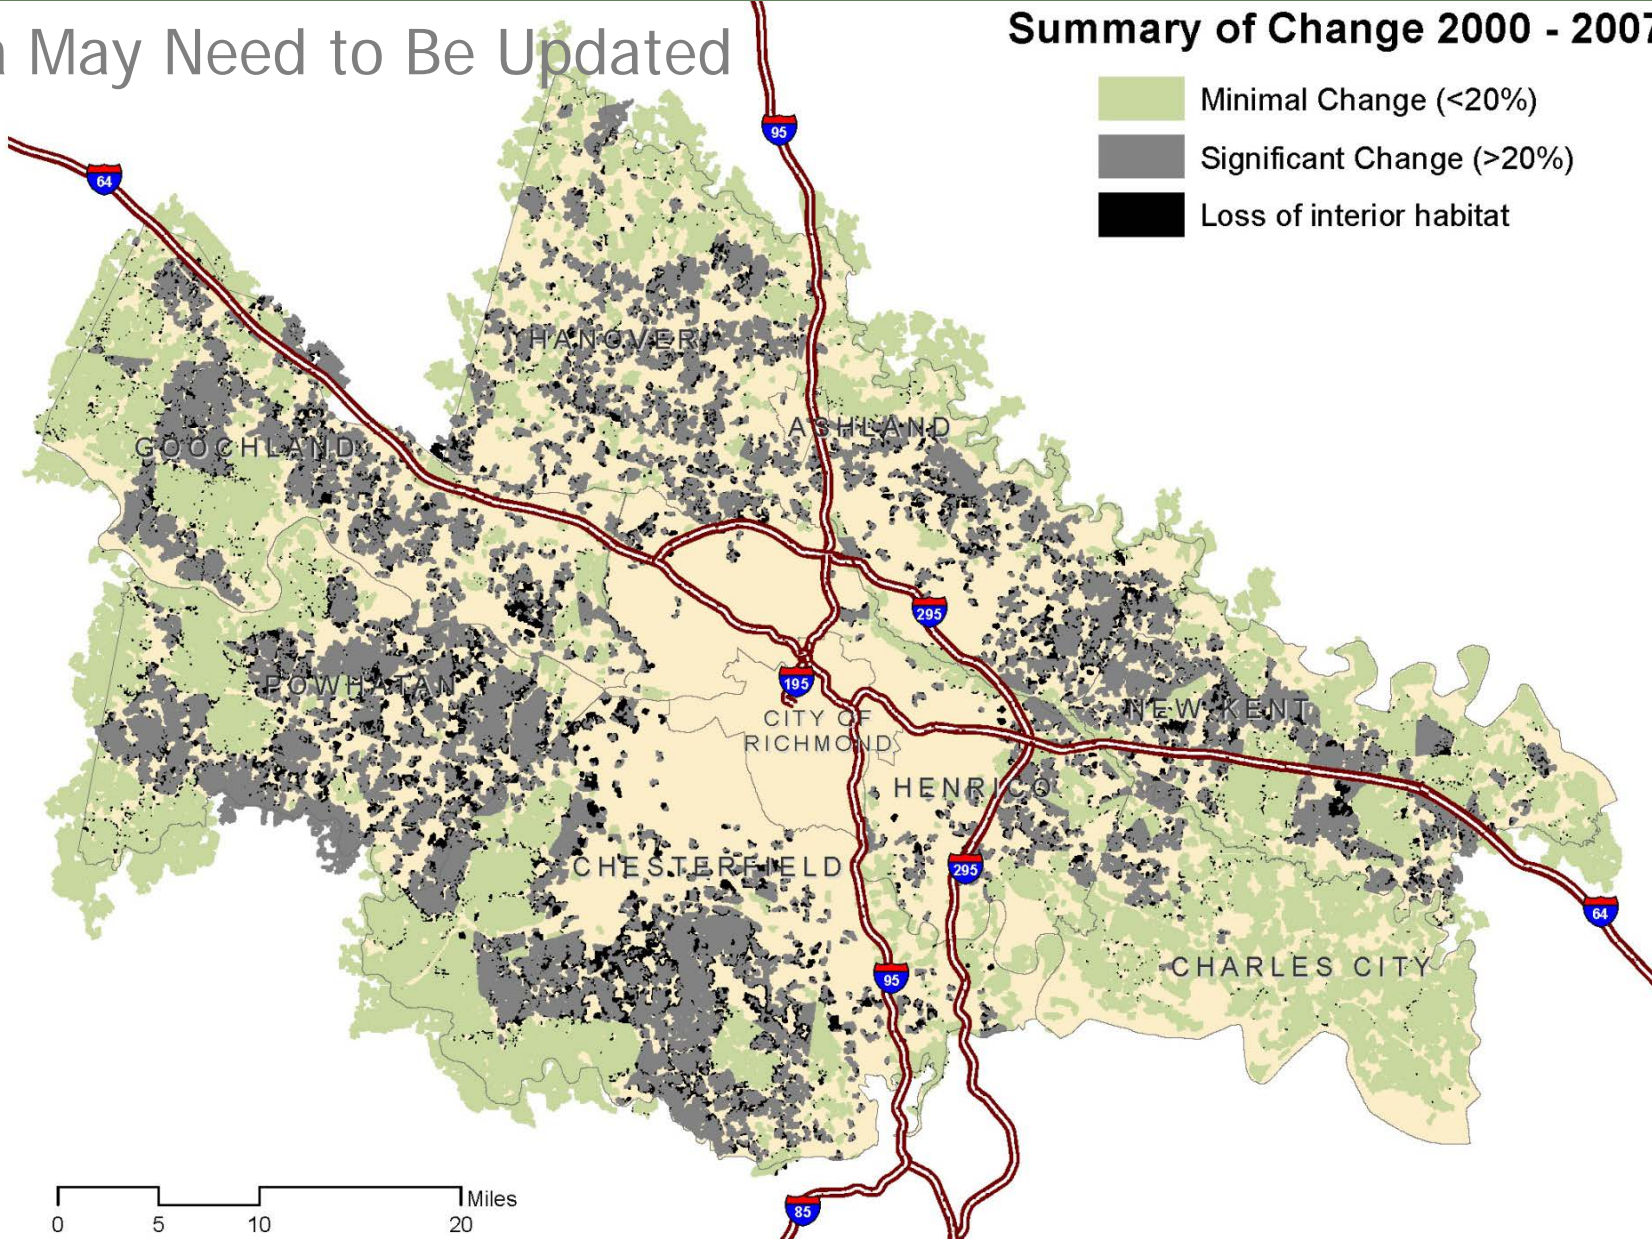 May Need to Be Updated
Summary of Change 2000 - 2007
Minimal Change (<20%)
Significant Change (>20%)
Loss of interior habitat
95
64
HANOVER
ASHLAND
GOOCHLAND
295
POWHATAN
195
NEW KENT
CITY OF
RICHMOND
HENRICO
CHESTERFIELD
295
64
CHARLES CITY
95
Miles
0 5 10 20
85